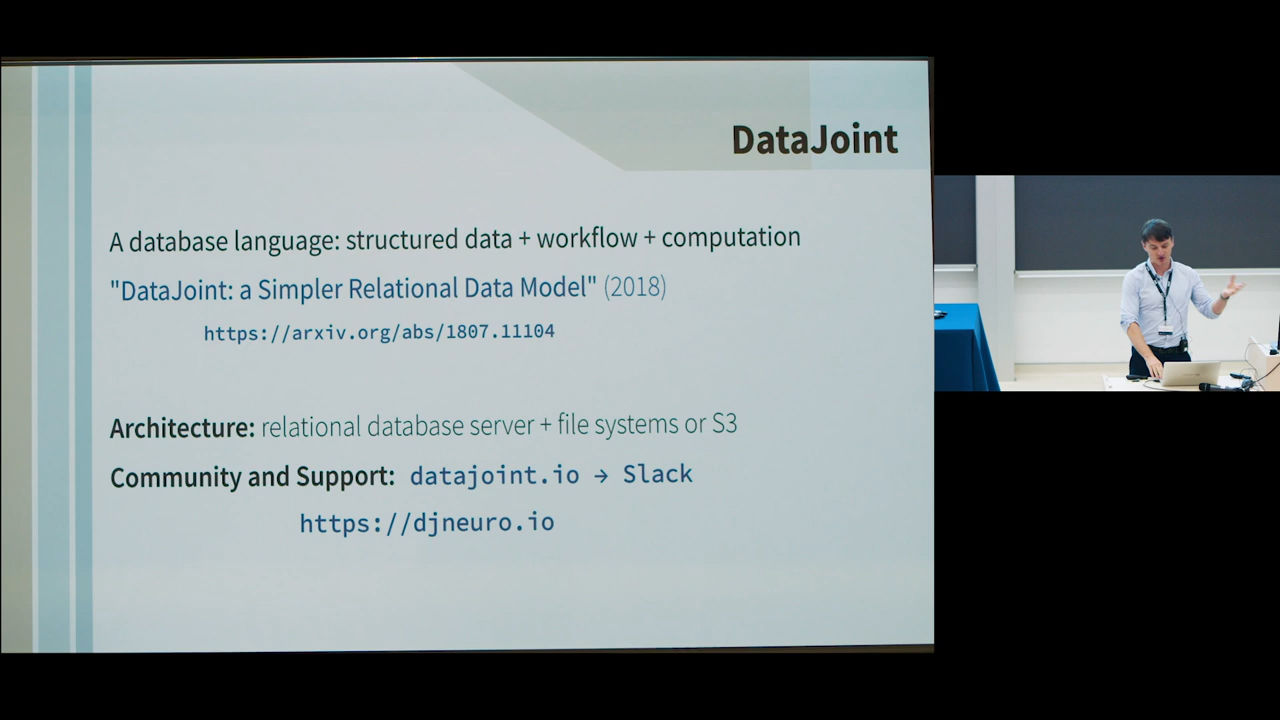 DataJoint
A database language: structured data + workflow + computation
"DataJoint: a Simpler Relational Data Model" (2018)
https://arxiv.org/abs/1807.11104
Architecture: relational database server + file systems or S3
Community and Support: datajoint.io → Slack
https://djneuro.io